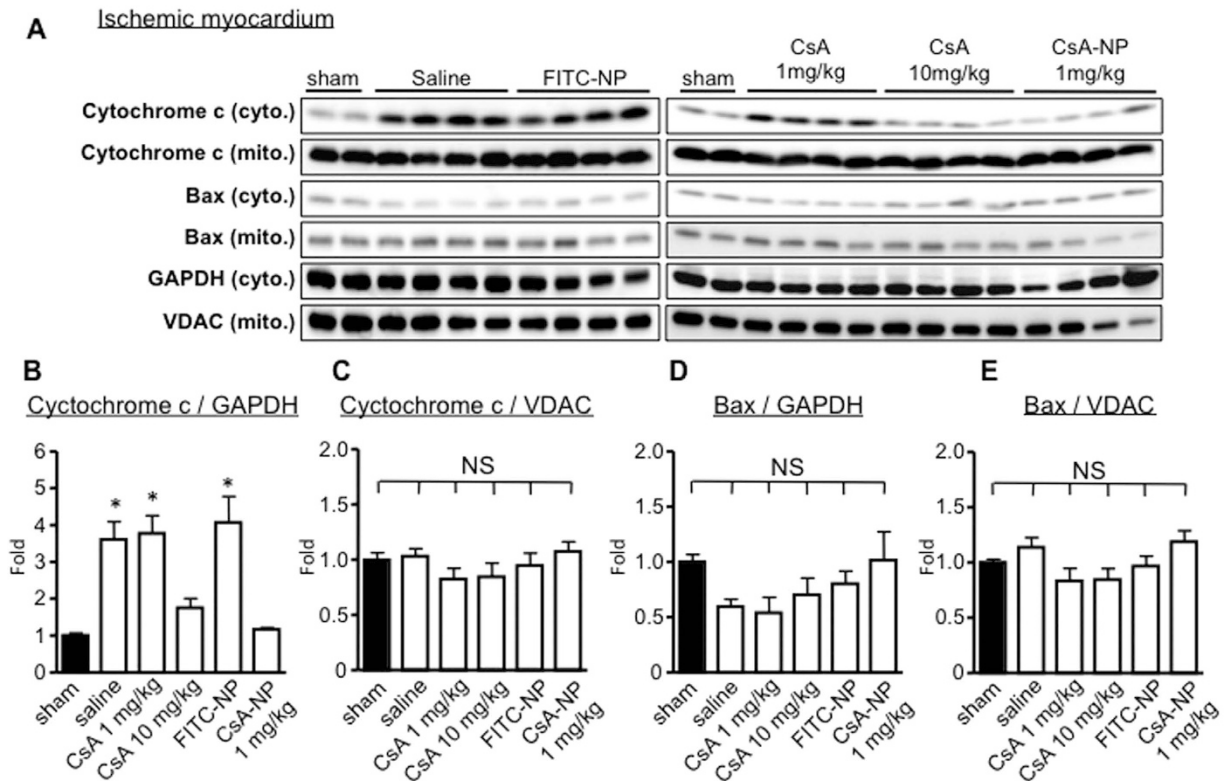 A
Ischemic myocardium
sham Saline FITC-NP
sham CsA 1mg/kg CsA 10mg/kg CsA-NP 1mg/kg
Cytochrome c (cyto.)
Cytochrome c (mito.)
Bax (cyto.)
Bax (mito.)
GAPDH (cyto.)
VDAC (mito.)
B
Cyctochrome c / GAPDH
Fold
6
5
4
3
2
1
0
* * *
sham
saline
CsA 1 mg/kg
CsA 10 mg/kg
FITC-NP
CsA-NP
1 mg/kg
C
Cyctochrome c / VDAC
Fold
2.0
1.5
1.0
0.5
0
NS
sham
saline
CsA 1 mg/kg
CsA 10 mg/kg
FITC-NP
CsA-NP
1 mg/kg
D
Bax / GAPDH
Fold
2.0
1.5
1.0
0.5
0
NS
sham
saline
CsA 1 mg/kg
CsA 10 mg/kg
FITC-NP
CsA-NP
1 mg/kg
E
Bax / VDAC
Fold
2.0
1.5
1.0
0.5
0
NS
sham
saline
CsA 1 mg/kg
CsA 10 mg/kg
FITC-NP
CsA-NP
1 mg/kg